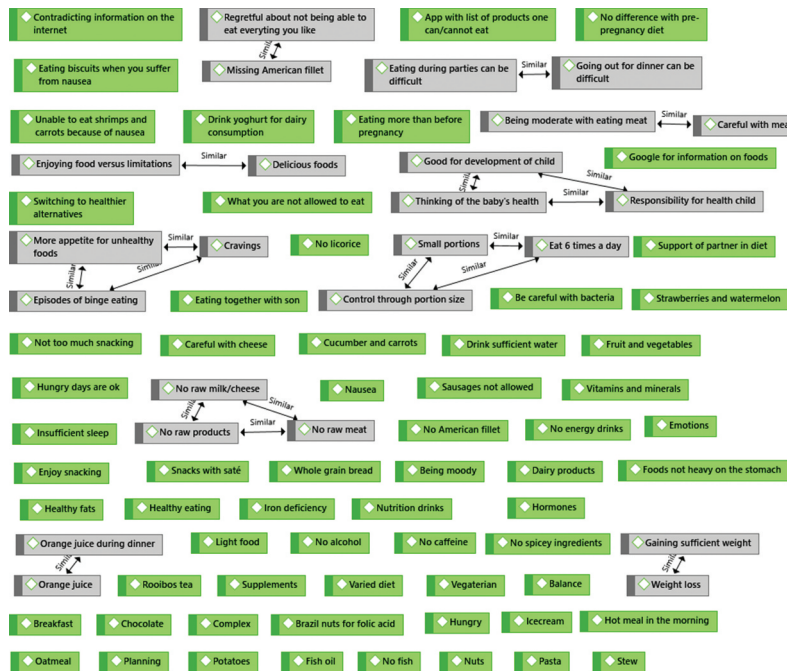 Contradicting information on the
internet
Regretful about not being able to
eat everyting you like
App with list of products one
can/cannot eat
No difference with pre-
pregnancy diet
Similar
Eating biscuits when you suffer
from nausea
Missing American fillet
Eating during parties can be
difficult
Similar
Going out for dinner can be
difficult
Unable to eat shrimps and
carrots because of nausea
Drink yoghurt for dairy
consumption
Eating more than before
pregnancy
Being moderate with eating meat
Similar
Careful with mea
Enjoying food versus limitations
Similar
Delicious foods
Good for development of child
Google for information on foods
Similar
Similar
Switching to healthier
alternatives
What you are not allowed to eat
Thinking of the baby's health
Similar
Responsibility for health child
More appetite for unhealthy
foods
Similar
Cravings
No licorice
Small portions
Similar
Eat 6 times a day
Support of partner in diet
Similar
Similar
Similar
Similar
Episodes of binge eating
Eating together with son
Control through portion size
Be careful with bacteria
Strawberries and watermelon
Not too much snacking
Careful with cheese
Cucumber and carrots
Drink sufficient water
Fruit and vegetables
Hungry days are ok
No raw milk/cheese
Nausea
Sausages not allowed
Vitamins and minerals
Similar
Similar
Insufficient sleep
No raw products
Similar
No raw meat
No American fillet
No energy drinks
Emotions
Enjoy snacking
Snacks with saté
Whole grain bread
Being moody
Dairy products
Foods not heavy on the stomach
Healthy fats
Healthy eating
Iron deficiency
Nutrition drinks
Hormones
Orange juice during dinner
Light food
No alcohol
No caffeine
No spicey ingredients
Gaining sufficient weight
Similar
Similar
Orange juice
Rooibos tea
Supplements
Varied diet
Vegaterian
Balance
Weight loss
Breakfast
Chocolate
Complex
Brazil nuts for folic acid
Hungry
Icecream
Hot meal in the morning
Oatmeal
Planning
Potatoes
Fish oil
No fish
Nuts
Pasta
Stew